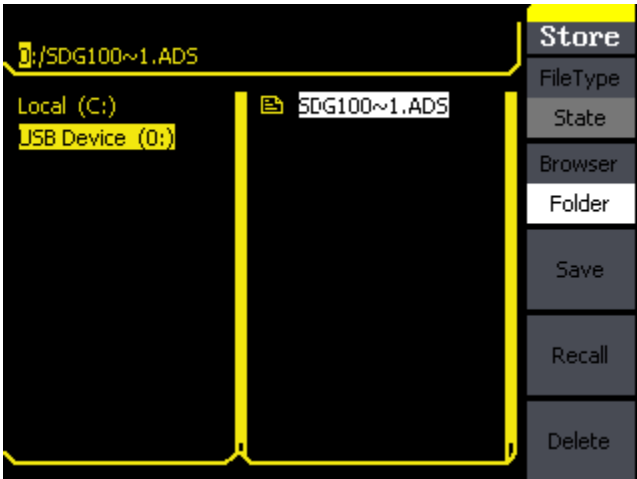 0:/SDG100~1.ADS
Local (C:)
USB Device (0:)
SDG100~1.ADS
Store
FileType
State
Browser
Folder
Save
Recall
Delete